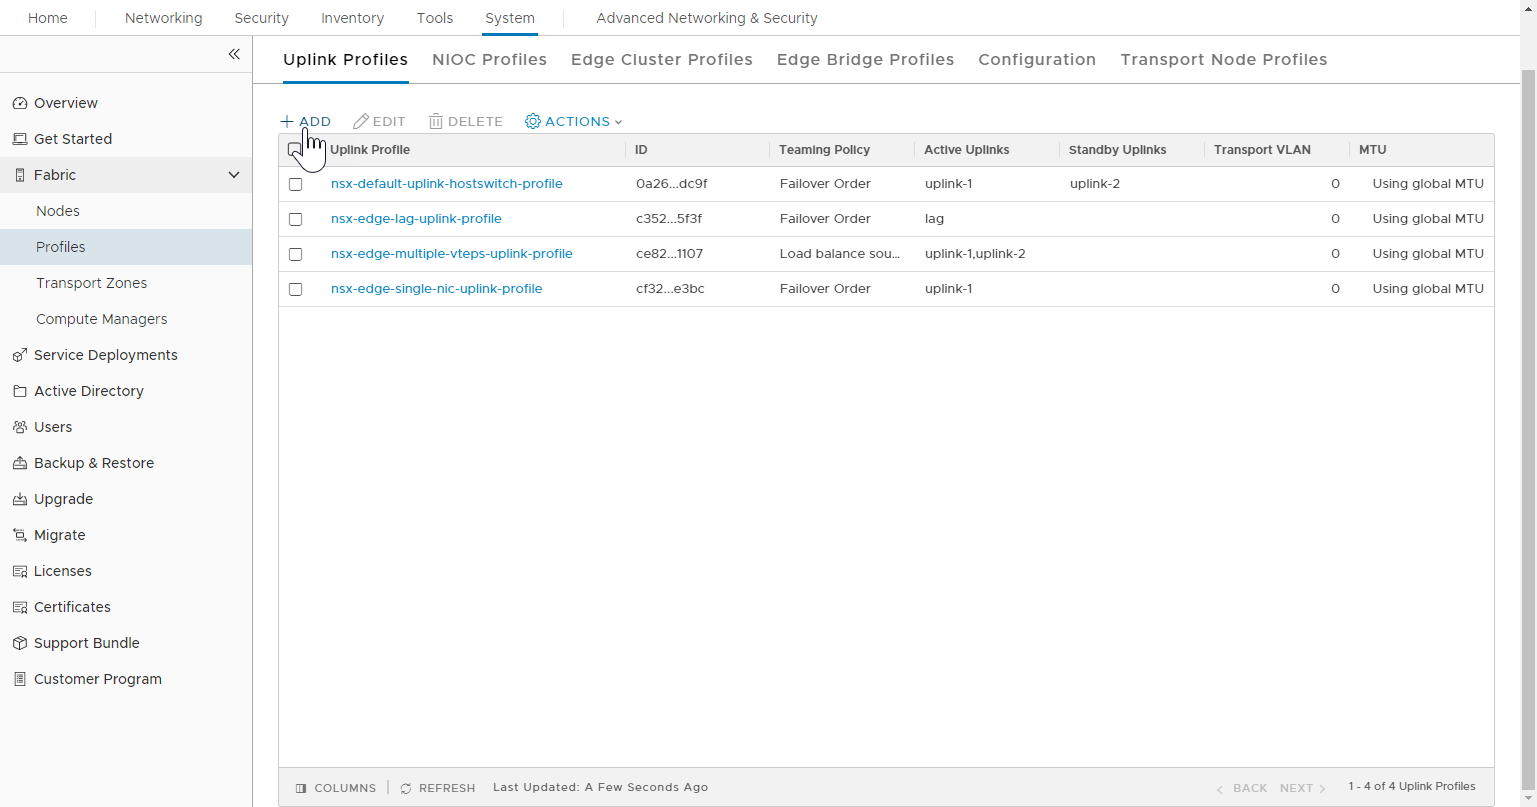 Home Networking Security Inventory Tools System Advanced Networking & Security
Uplink Profiles NIOC Profiles Edge Cluster Profiles Edge Bridge Profiles Configuration Transport Node Profiles
Overview
Get Started
Fabric
Nodes
Profiles
Transport Zones
Compute Managers
Service Deployments
Active Directory
Users
Backup & Restore
Upgrade
Migrate
Licenses
Certificates
Support Bundle
Customer Program
ADD EDIT DELETE ACTIONS
Uplink Profile ID Teaming Policy Active Uplinks Standby Uplinks Transport VLAN MTU
nsx-default-uplink-hostswitch-profile 0a26...dc9f Failover Order uplink-1 uplink-2 0 Using global MTU
nsx-edge-lag-uplink-profile c352...5f3f Failover Order lag 0 Using global MTU
nsx-edge-multiple-vteps-uplink-profile ce82...1107 Load balance sou... uplink-1,uplink-2 0 Using global MTU
nsx-edge-single-nic-uplink-profile cf32...e3bc Failover Order uplink-1 0 Using global MTU
COLUMNS REFRESH Last Updated: A Few Seconds Ago BACK NEXT 1 - 4 of 4 Uplink Profiles